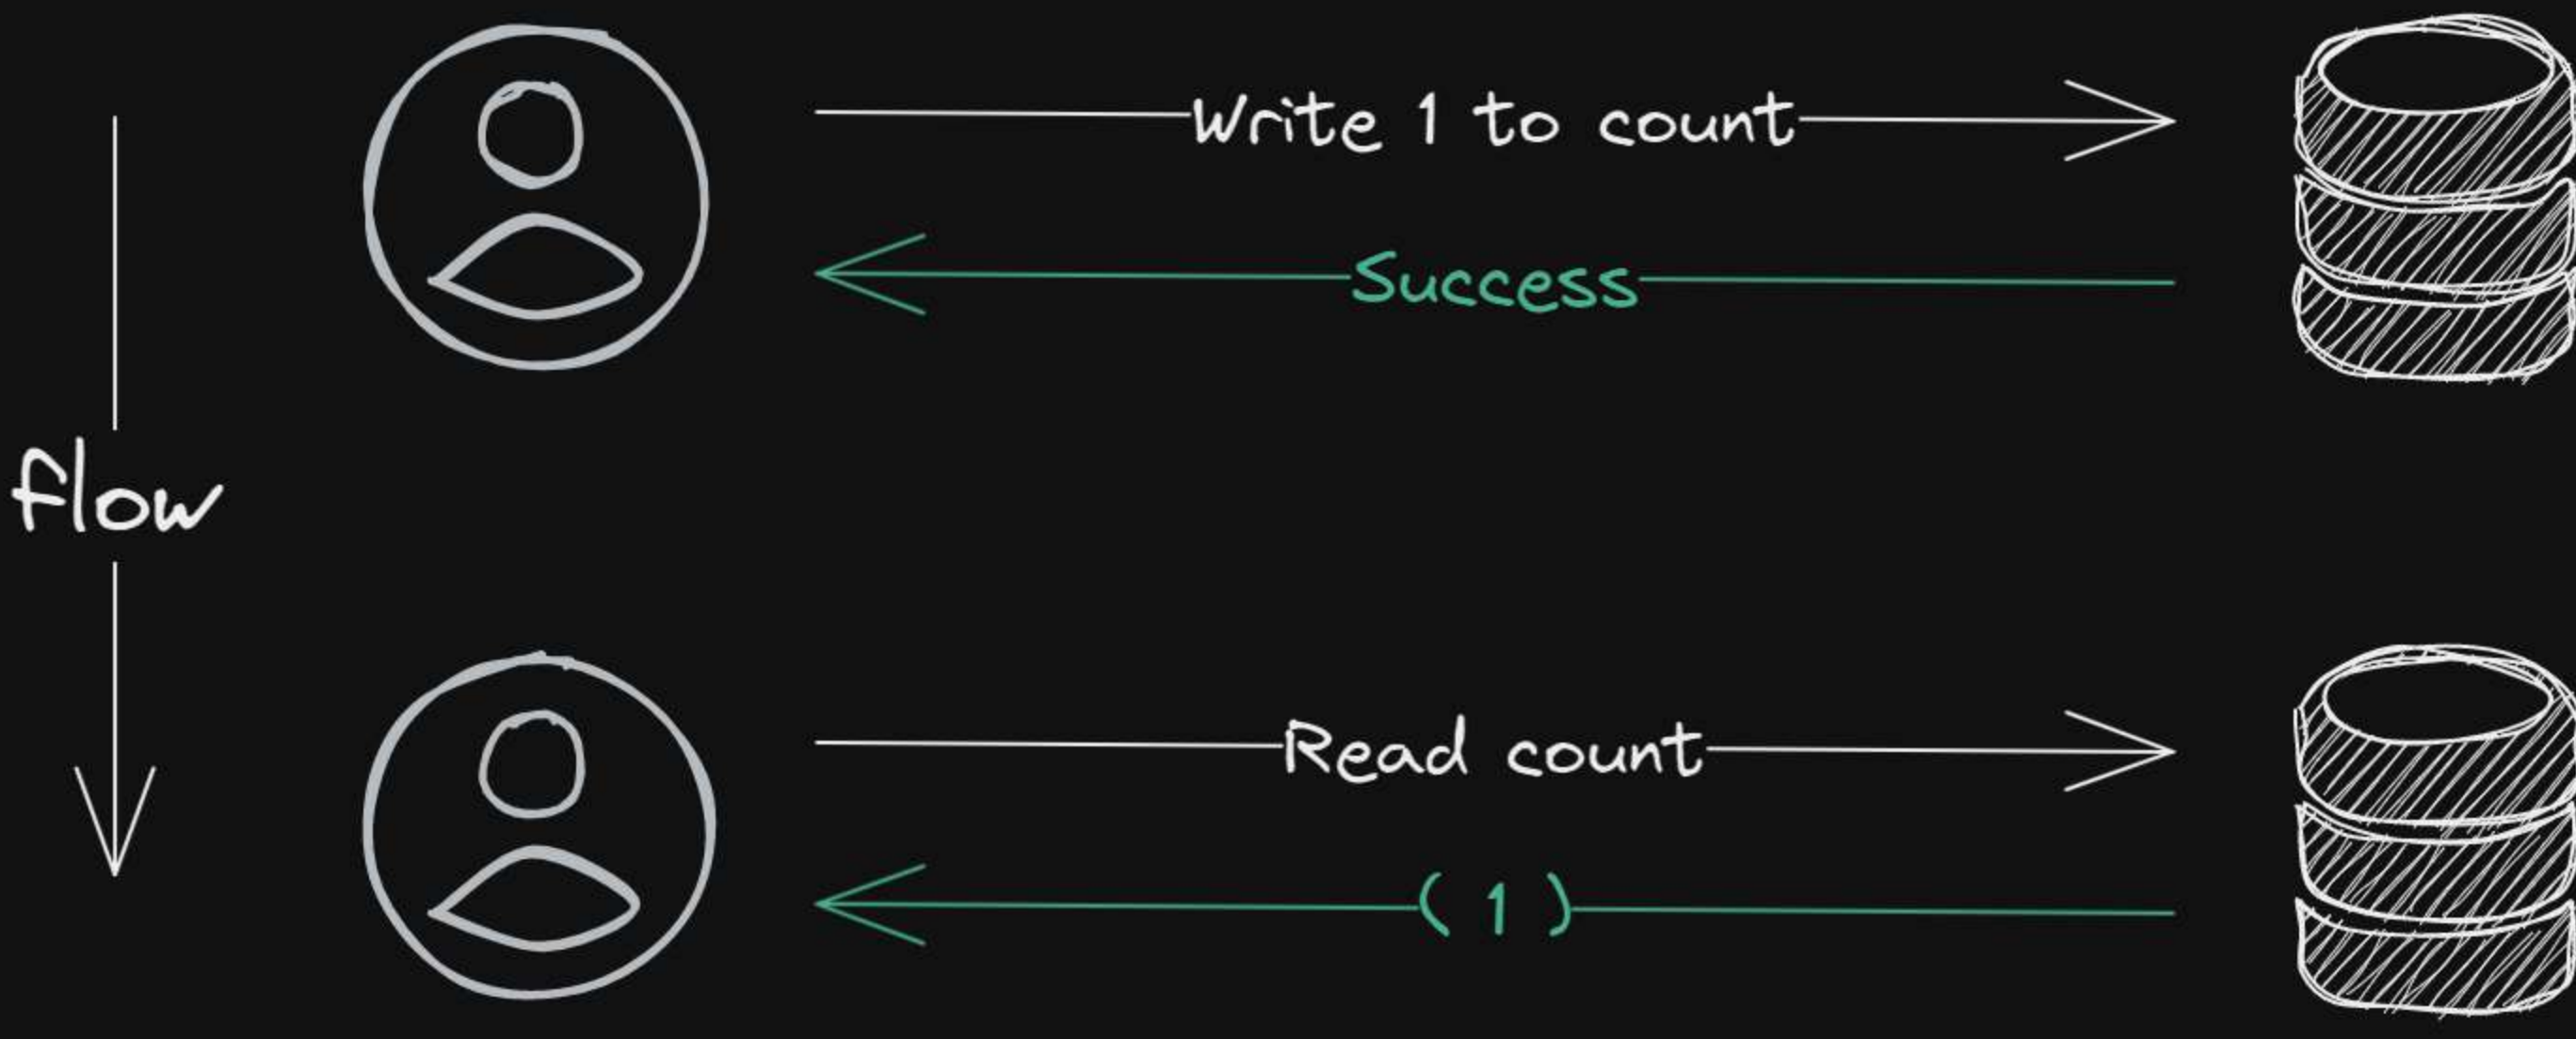 Write 1 to count
Success
flow
Read count
( 1 )